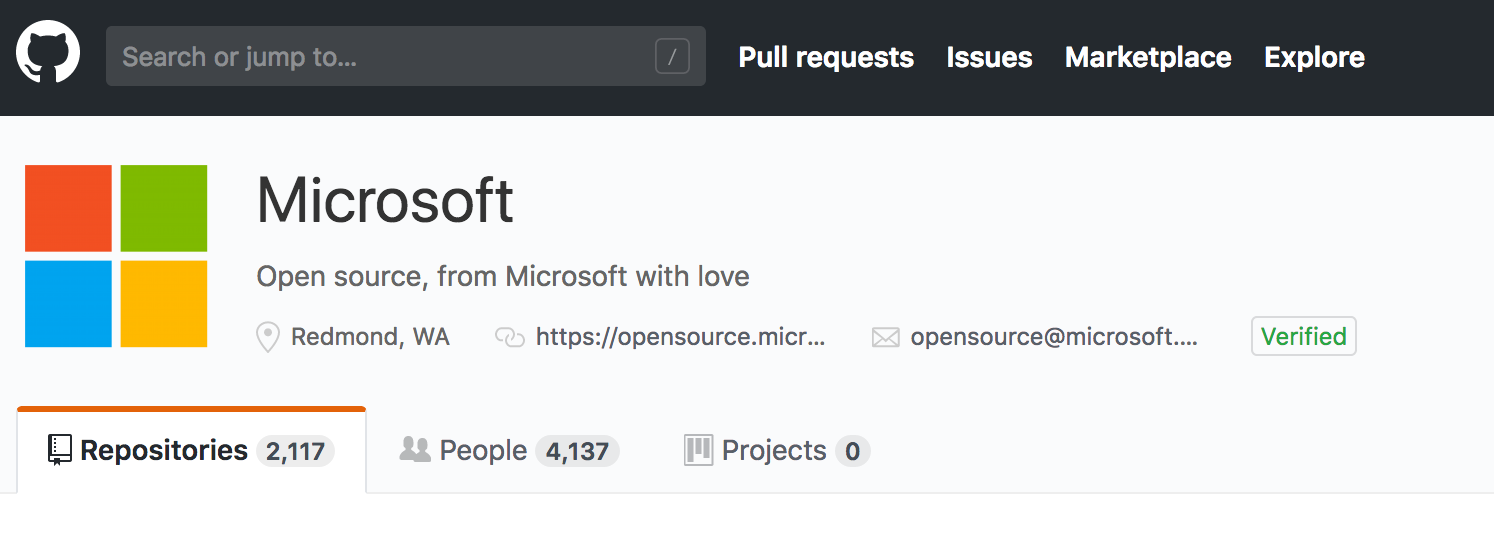 Search or jump to... /
Pull requests Issues Marketplace Explore
Microsoft
Open source, from Microsoft with love
Redmond, WA https://opensource.micr... opensource@microsoft.... Verified
Repositories 2,117 People 4,137 Projects 0